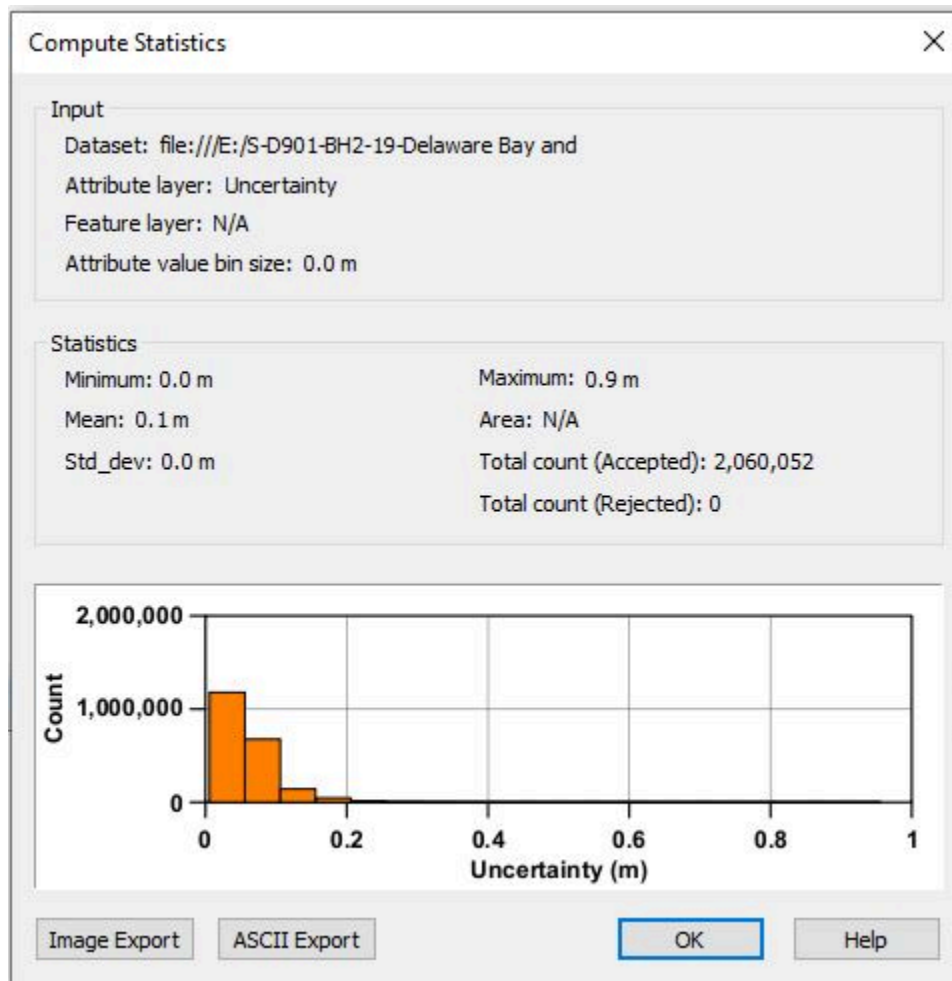 Compute Statistics
Input
Dataset: file:///E:/S-D901-BH2-19-Delaware Bay and
Attribute layer: Uncertainty
Feature layer: N/A
Attribute value bin size: 0.0 m
Statistics
Minimum: 0.0 m
Maximum: 0.9 m
Mean: 0.1 m
Area: N/A
Std_dev: 0.0 m
Total count (Accepted): 2,060,052
Total count (Rejected): 0
2,000,000
1,000,000
0
Count
0 0.2 0.4 0.6 0.8 1
Uncertainty (m)
Image Export
ASCII Export
OK
Help